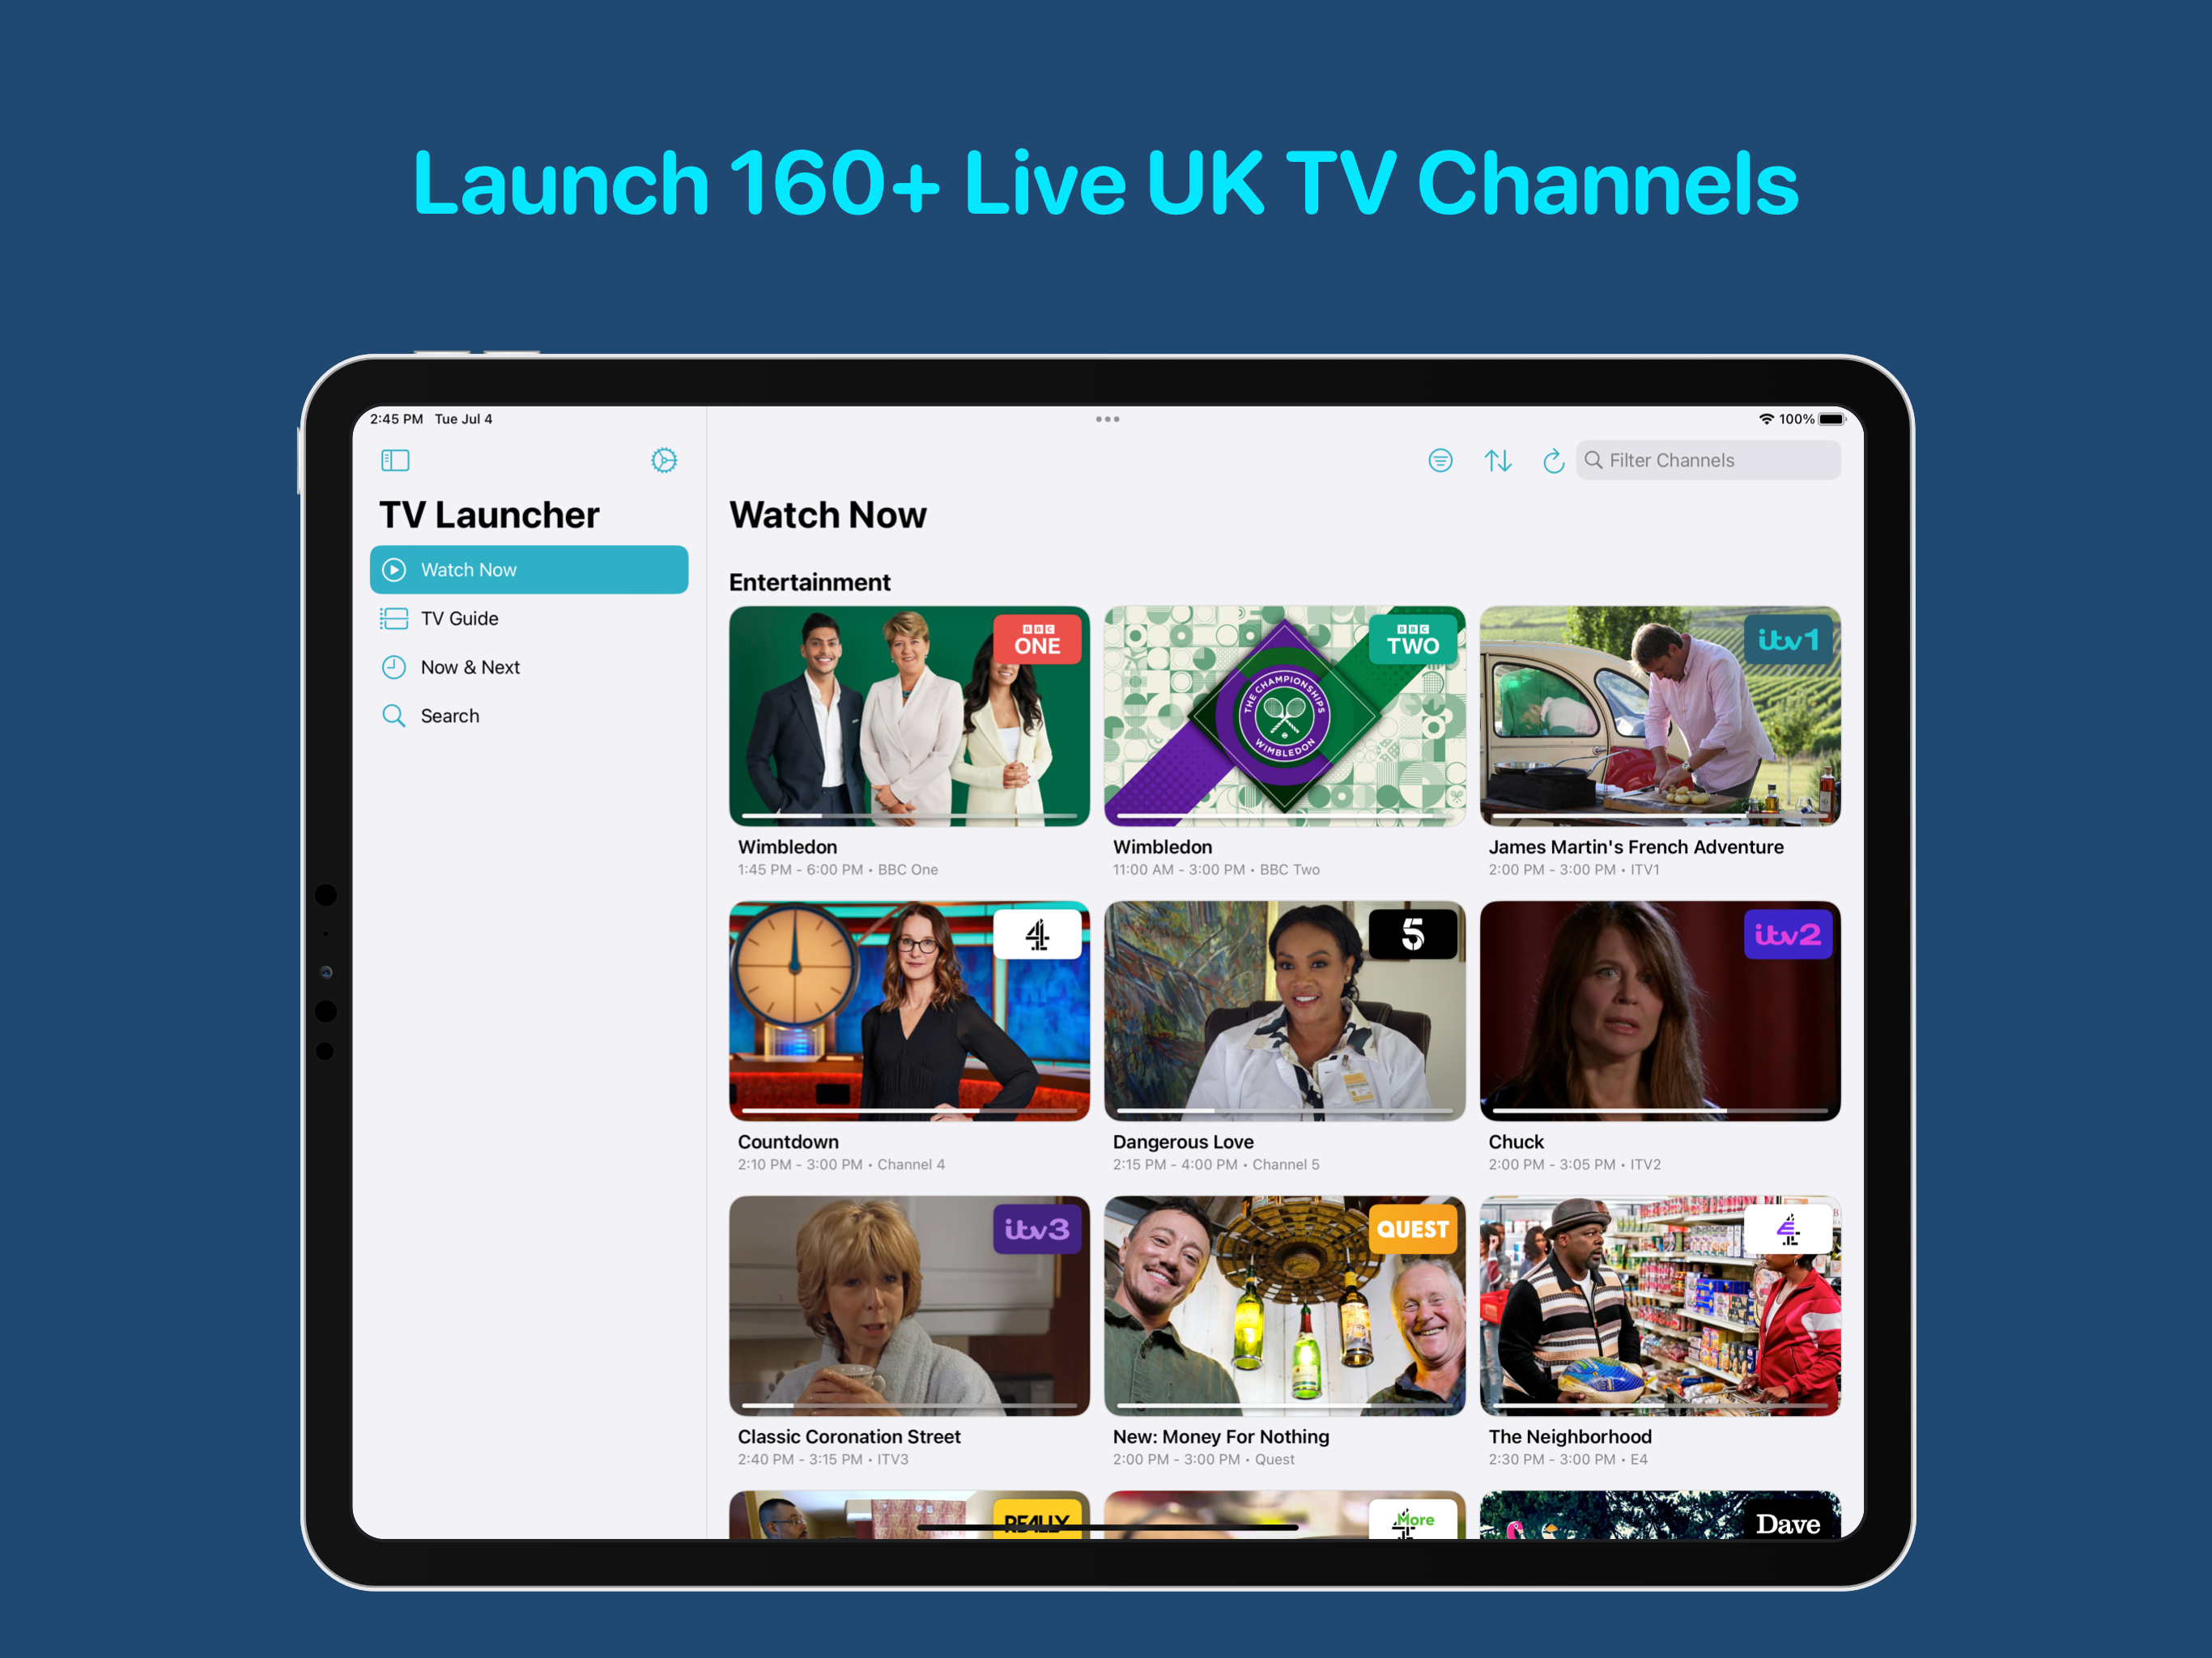 Launch 160+ Live UK TV Channels
2:45 PM Tue Jul 4
100%
Filter Channels
TV Launcher
Watch Now
TV Guide
Now & Next
Search
Watch Now
Entertainment
BBC
ONE
BBC
TWO
THE CHAMPIONSHIPS
WIMBLEDON
itv1
Wimbledon
1:45 PM - 6:00 PM • BBC One
Wimbledon
11:00 AM - 3:00 PM • BBC Two
James Martin's French Adventure
2:00 PM - 3:00 PM • ITV1
4
5
itv2
Countdown
2:10 PM - 3:00 PM • Channel 4
Dangerous Love
2:15 PM - 4:00 PM • Channel 5
Chuck
2:00 PM - 3:05 PM • ITV2
itv3
QUEST
E4
Classic Coronation Street
2:40 PM - 3:15 PM • ITV3
New: Money For Nothing
2:00 PM - 3:00 PM • Quest
The Neighborhood
2:30 PM - 3:00 PM • E4
REALLY
More
4
Dave